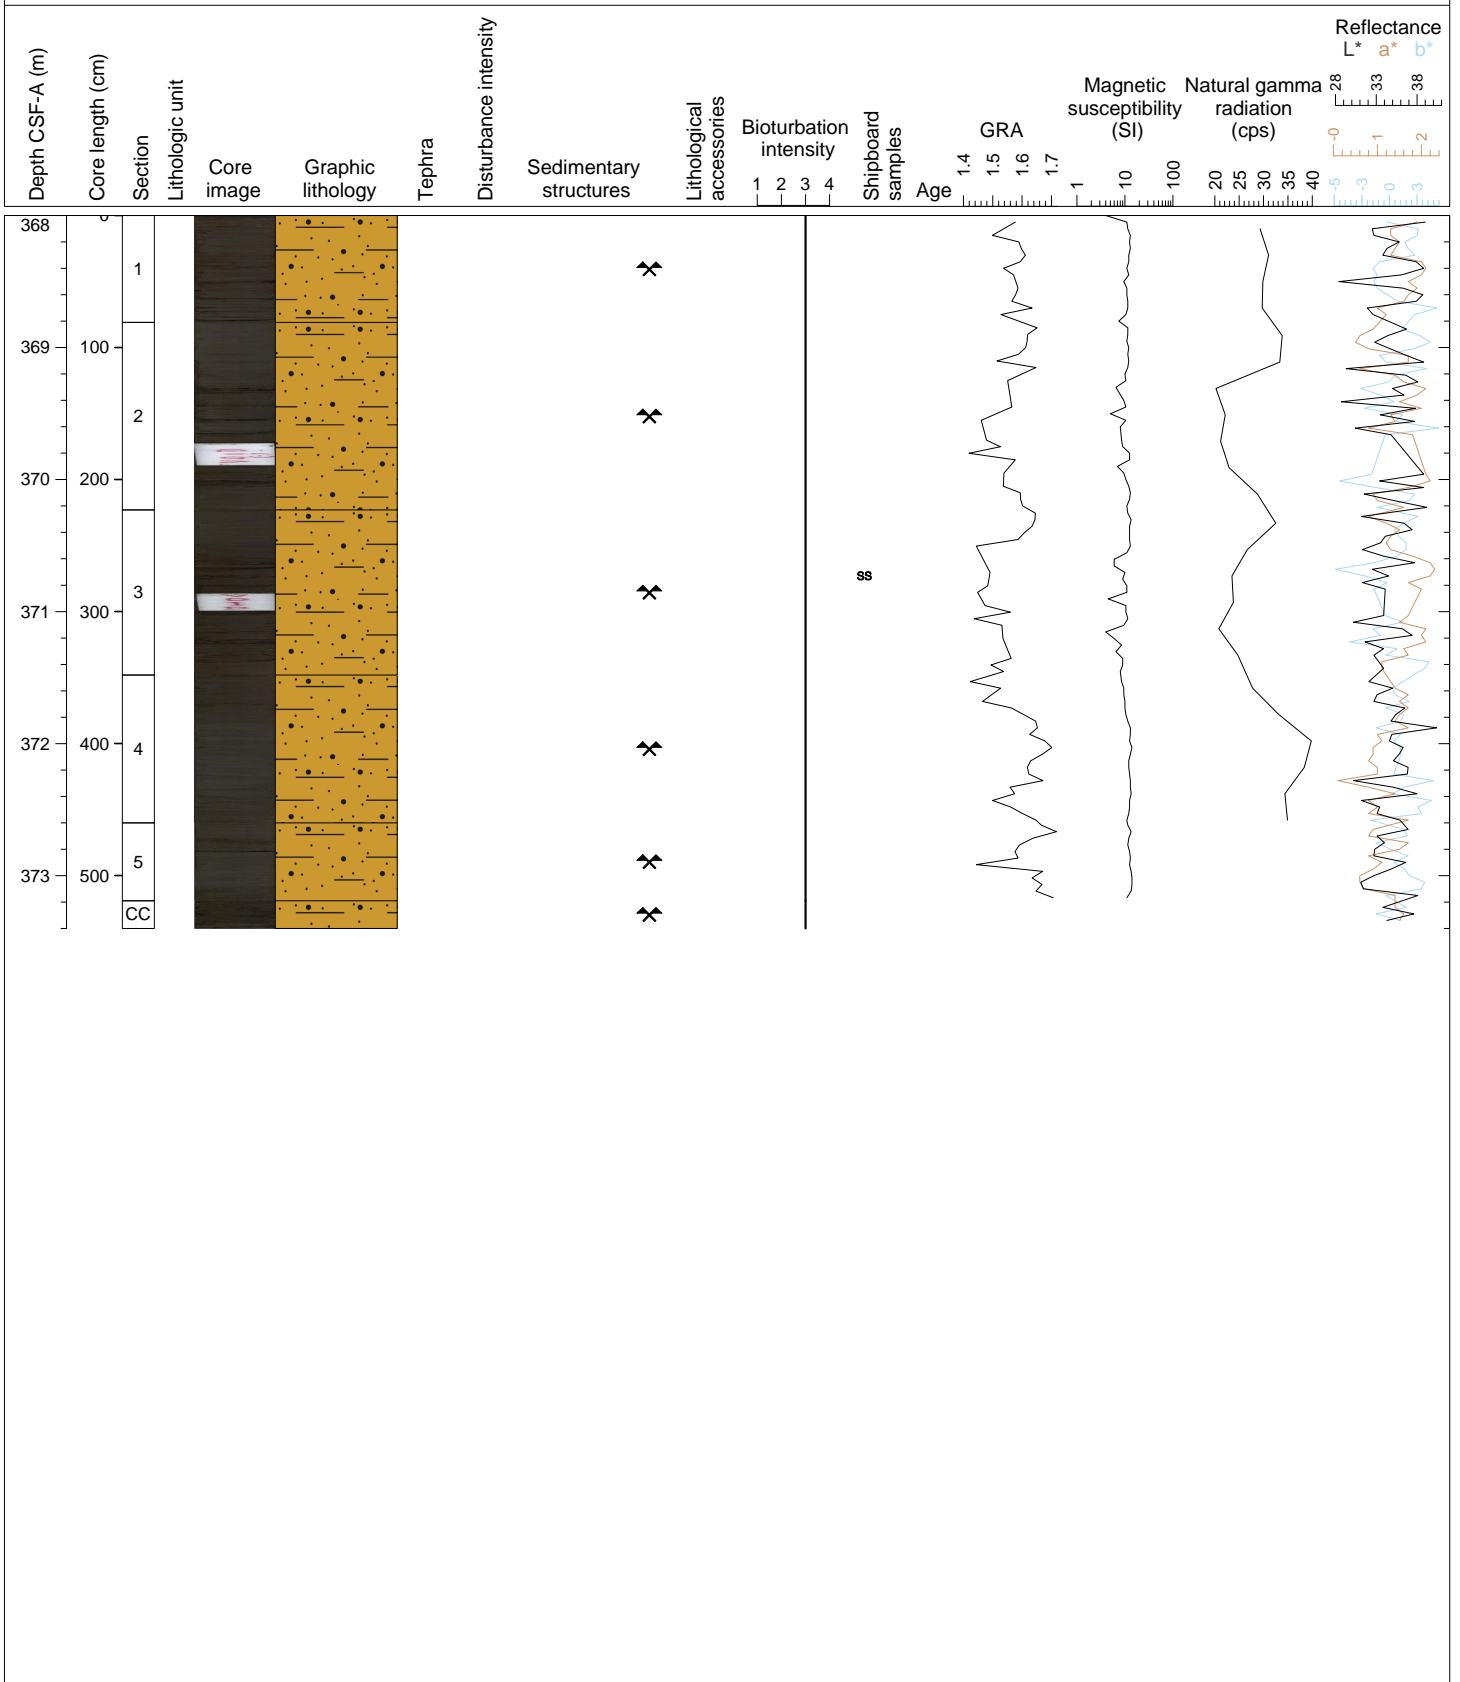 Depth CSF-A (m)
Core length (cm)
Section
Lithologic unit
Core
image
Graphic
lithology
Tephra
Disturbance intensity
Sedimentary
structures
Lithological
accessories
Bioturbation
intensity
1 2 3 4
Shipboard
samples
Age
GRA
1.4 1.5 1.6 1.7
Magnetic
susceptibility
(SI)
1 10 100
Natural gamma
radiation
(cps)
20 25 30 35 40
Reflectance
L* a* b*
28 33 38
-0 1 2
-5 -3 0 3
368 0
1
369 100
2
370 200
3
ss
371 300
372 400
4
5
373 500
CC